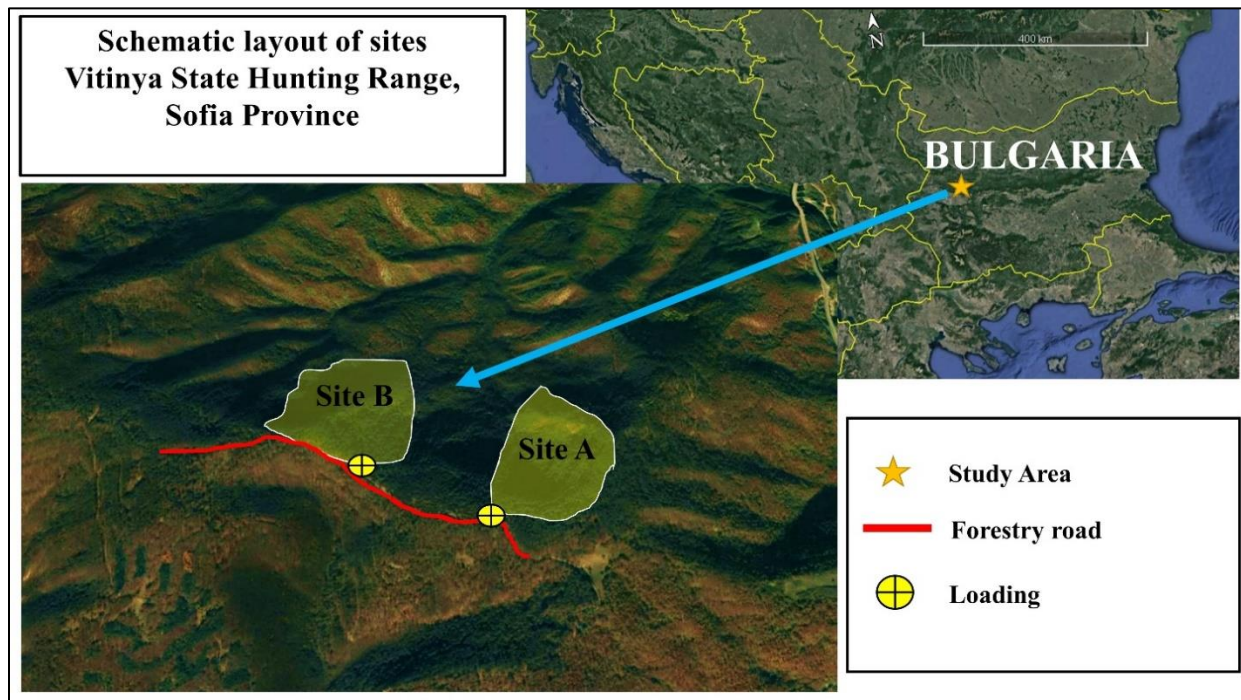 Schematic layout of sites
Vitinya State Hunting Range,
Sofia Province
N
400 km
BULGARIA
Site B
Site A
Study Area
Forestry road
Loading